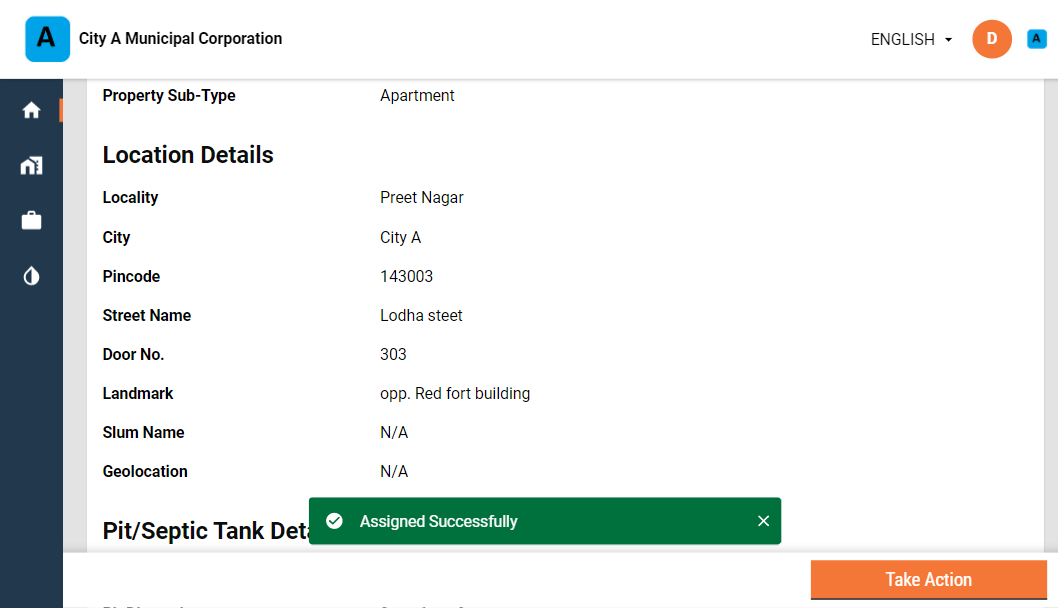 A City A Municipal Corporation ENGLISH D A
Property Sub-Type Apartment
Location Details
Locality Preet Nagar
City City A
Pincode 143003
Street Name Lodha steet
Door No. 303
Landmark opp. Red fort building
Slum Name N/A
Geolocation N/A
Pit/Septic Tank
Assigned Successfully
Take Action